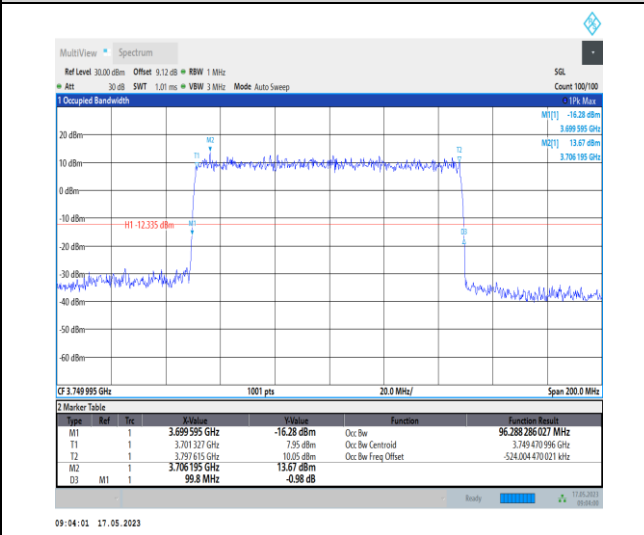 MultiView Spectrum
Ref Level 30.00 dBm Offset 9.12 dB RBW 1 MHz SGL
Att 30 dB SWT 1.01 ms VBW 3 MHz Mode Auto Sweep Count 100/100
1 Occupied Bandwidth 1Pk Max
M1[1] -16.28 dBm
3.699 595 GHz
M2[1] 13.67 dBm
3.706 195 GHz
20 dBm
M2
T1
T2
10 dBm
0 dBm
-10 dBm
H1 -12.335 dBm
M1
D3
-20 dBm
-30 dBm
-40 dBm
-50 dBm
-60 dBm
CF 3.749 995 GHz 1001 pts 20.0 MHz/ Span 200.0 MHz
2 Marker Table
Type Ref Trc X-Value Y-Value Function Function Result
M1 1 3.699 595 GHz -16.28 dBm Occ Bw 96.288 286 027 MHz
T1 1 3.701 327 GHz 7.95 dBm Occ Bw Centroid 3.749 470 996 GHz
T2 1 3.797 615 GHz 10.05 dBm Occ Bw Freq Offset -524.004 470 021 kHz
M2 1 3.706 195 GHz 13.67 dBm
D3 M1 1 99.8 MHz -0.98 dB
Ready 17.05.2023
09:04:00
09:04:01 17.05.2023